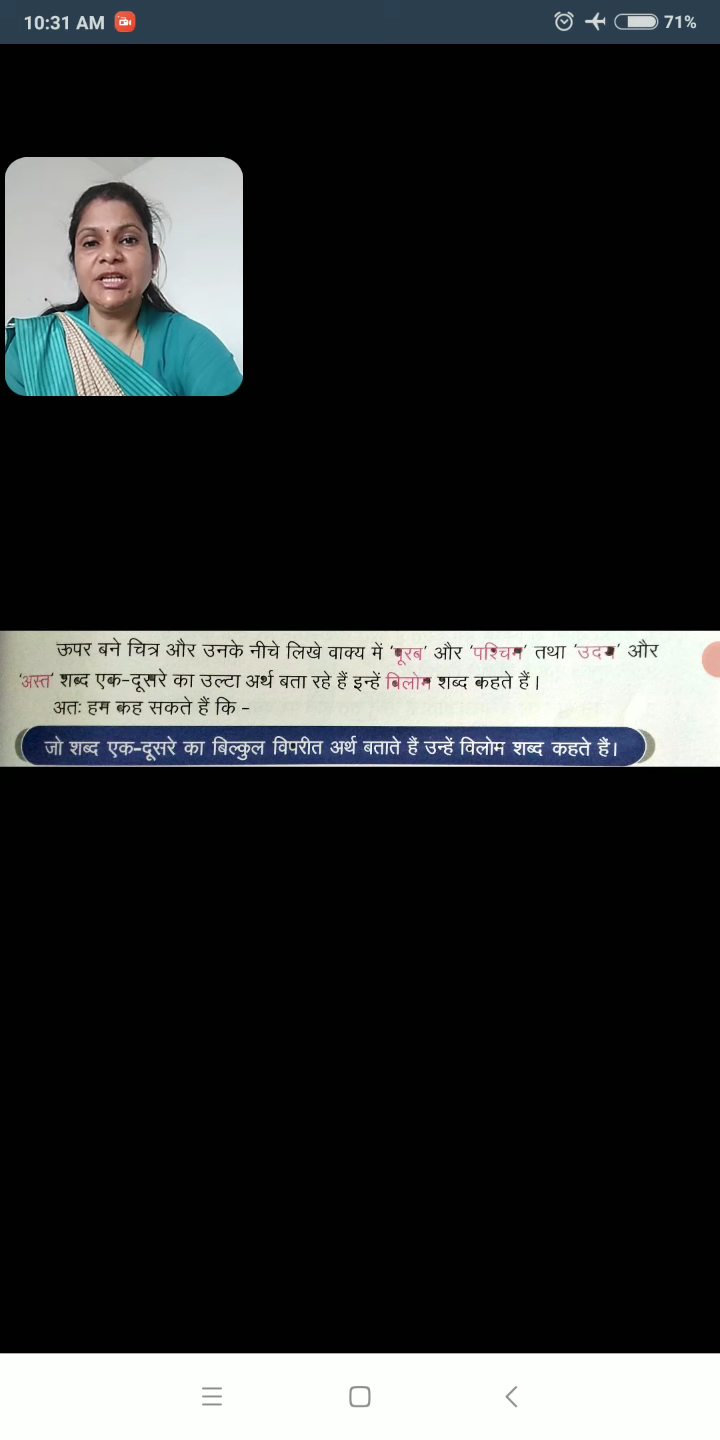 10:31 AM
71%
ऊपर बने चित्र और उनके नीचे लिखे वाक्य में 'पूरब' और 'पश्चिम' तथा 'उदय' और
'अस्त' शब्द एक-दूसरे का उल्टा अर्थ बता रहे हैं इन्हें विलोम शब्द कहते हैं।
अतः हम कह सकते हैं कि -
जो शब्द एक-दूसरे का बिल्कुल विपरीत अर्थ बताते हैं उन्हें विलोम शब्द कहते हैं।